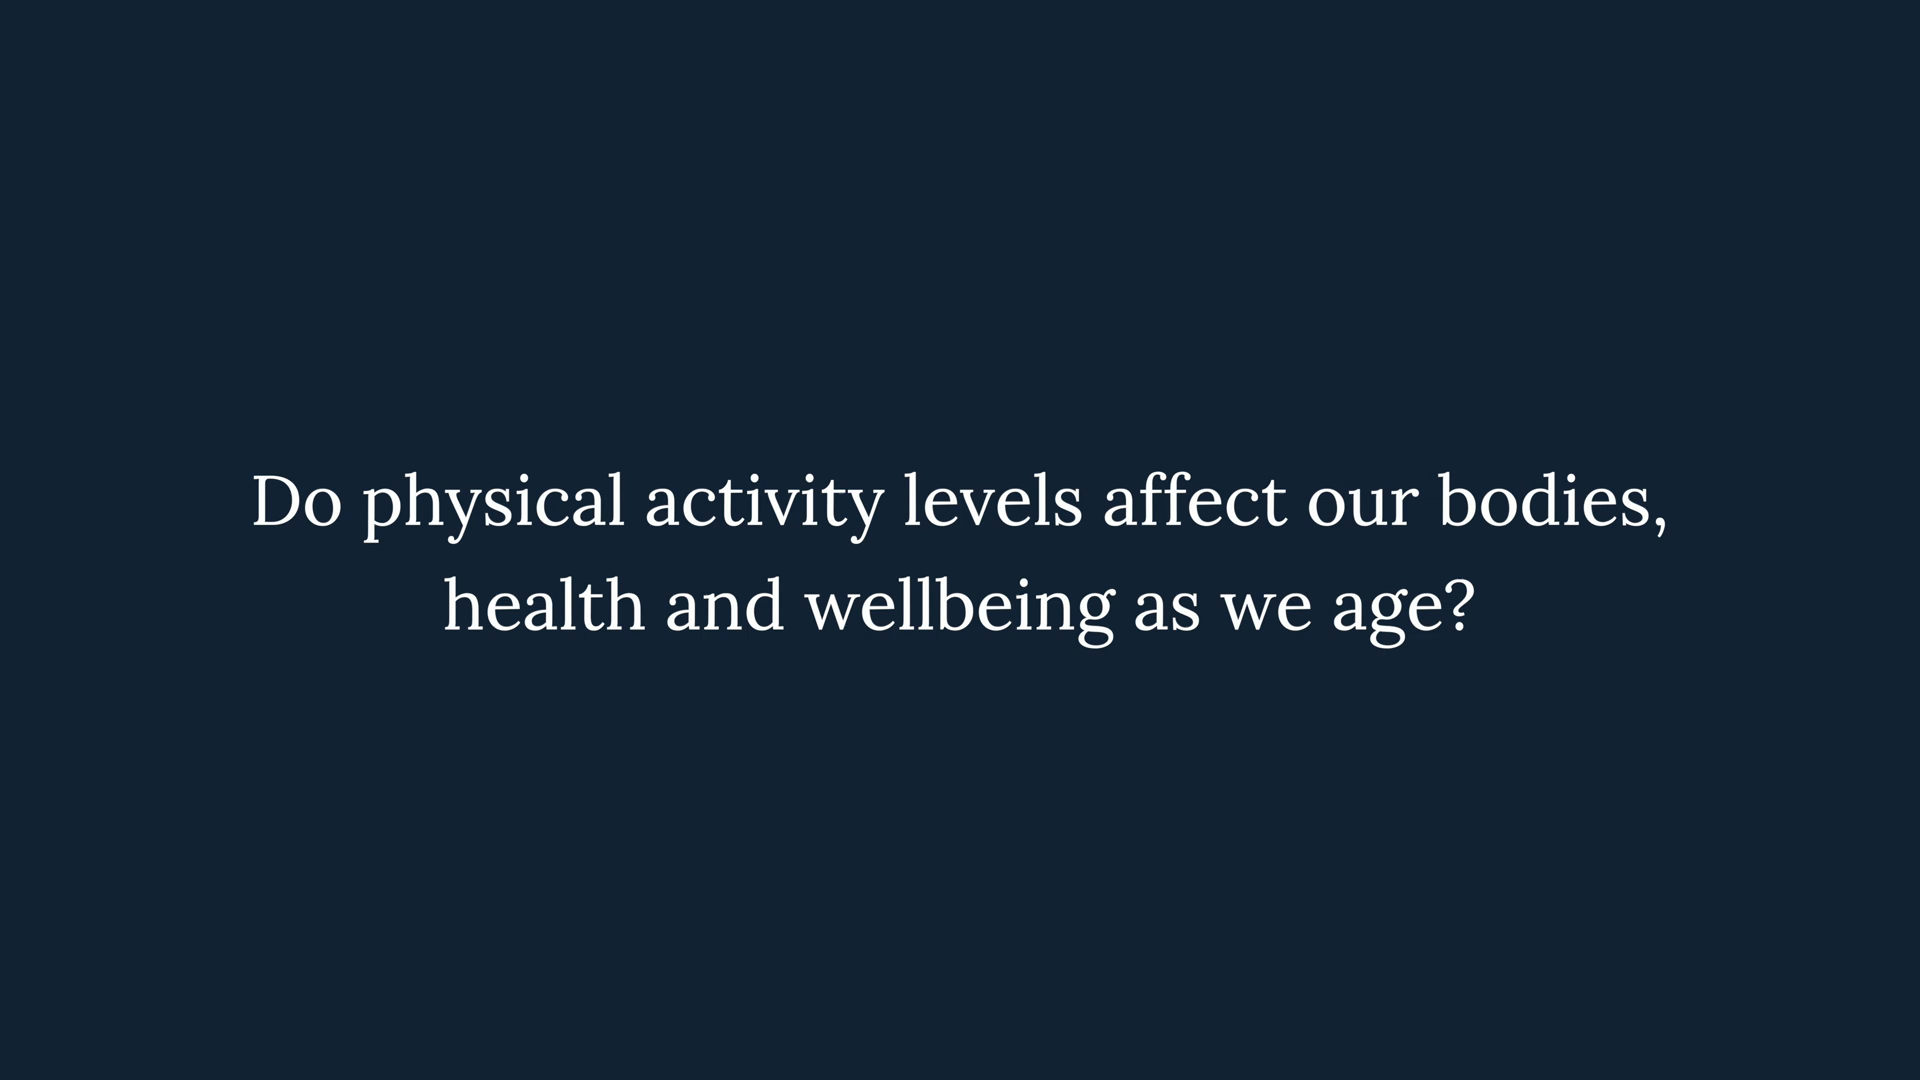 Do physical activity levels affect our bodies,
health and wellbeing as we age?